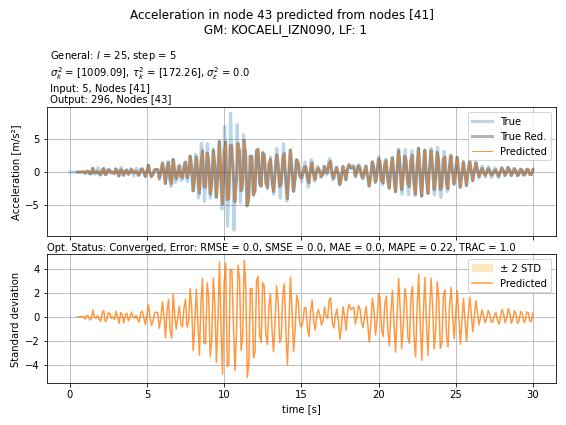 Acceleration in node 43 predicted from nodes [41]
GM: KOCAELI_IZN090, LF: 1
General: l = 25, step = 5
σ²ₖ = [1009.09], τ²ₖ = [172.26], σ²ε = 0.0
Input: 5, Nodes [41]
Output: 296, Nodes [43]
Acceleration [m/s²]
5
0
−5
True
True Red.
Predicted
Opt. Status: Converged, Error: RMSE = 0.0, SMSE = 0.0, MAE = 0.0, MAPE = 0.22, TRAC = 1.0
Standard deviation
4
2
0
−2
−4
± 2 STD
Predicted
0 5 10 15 20 25 30
time [s]